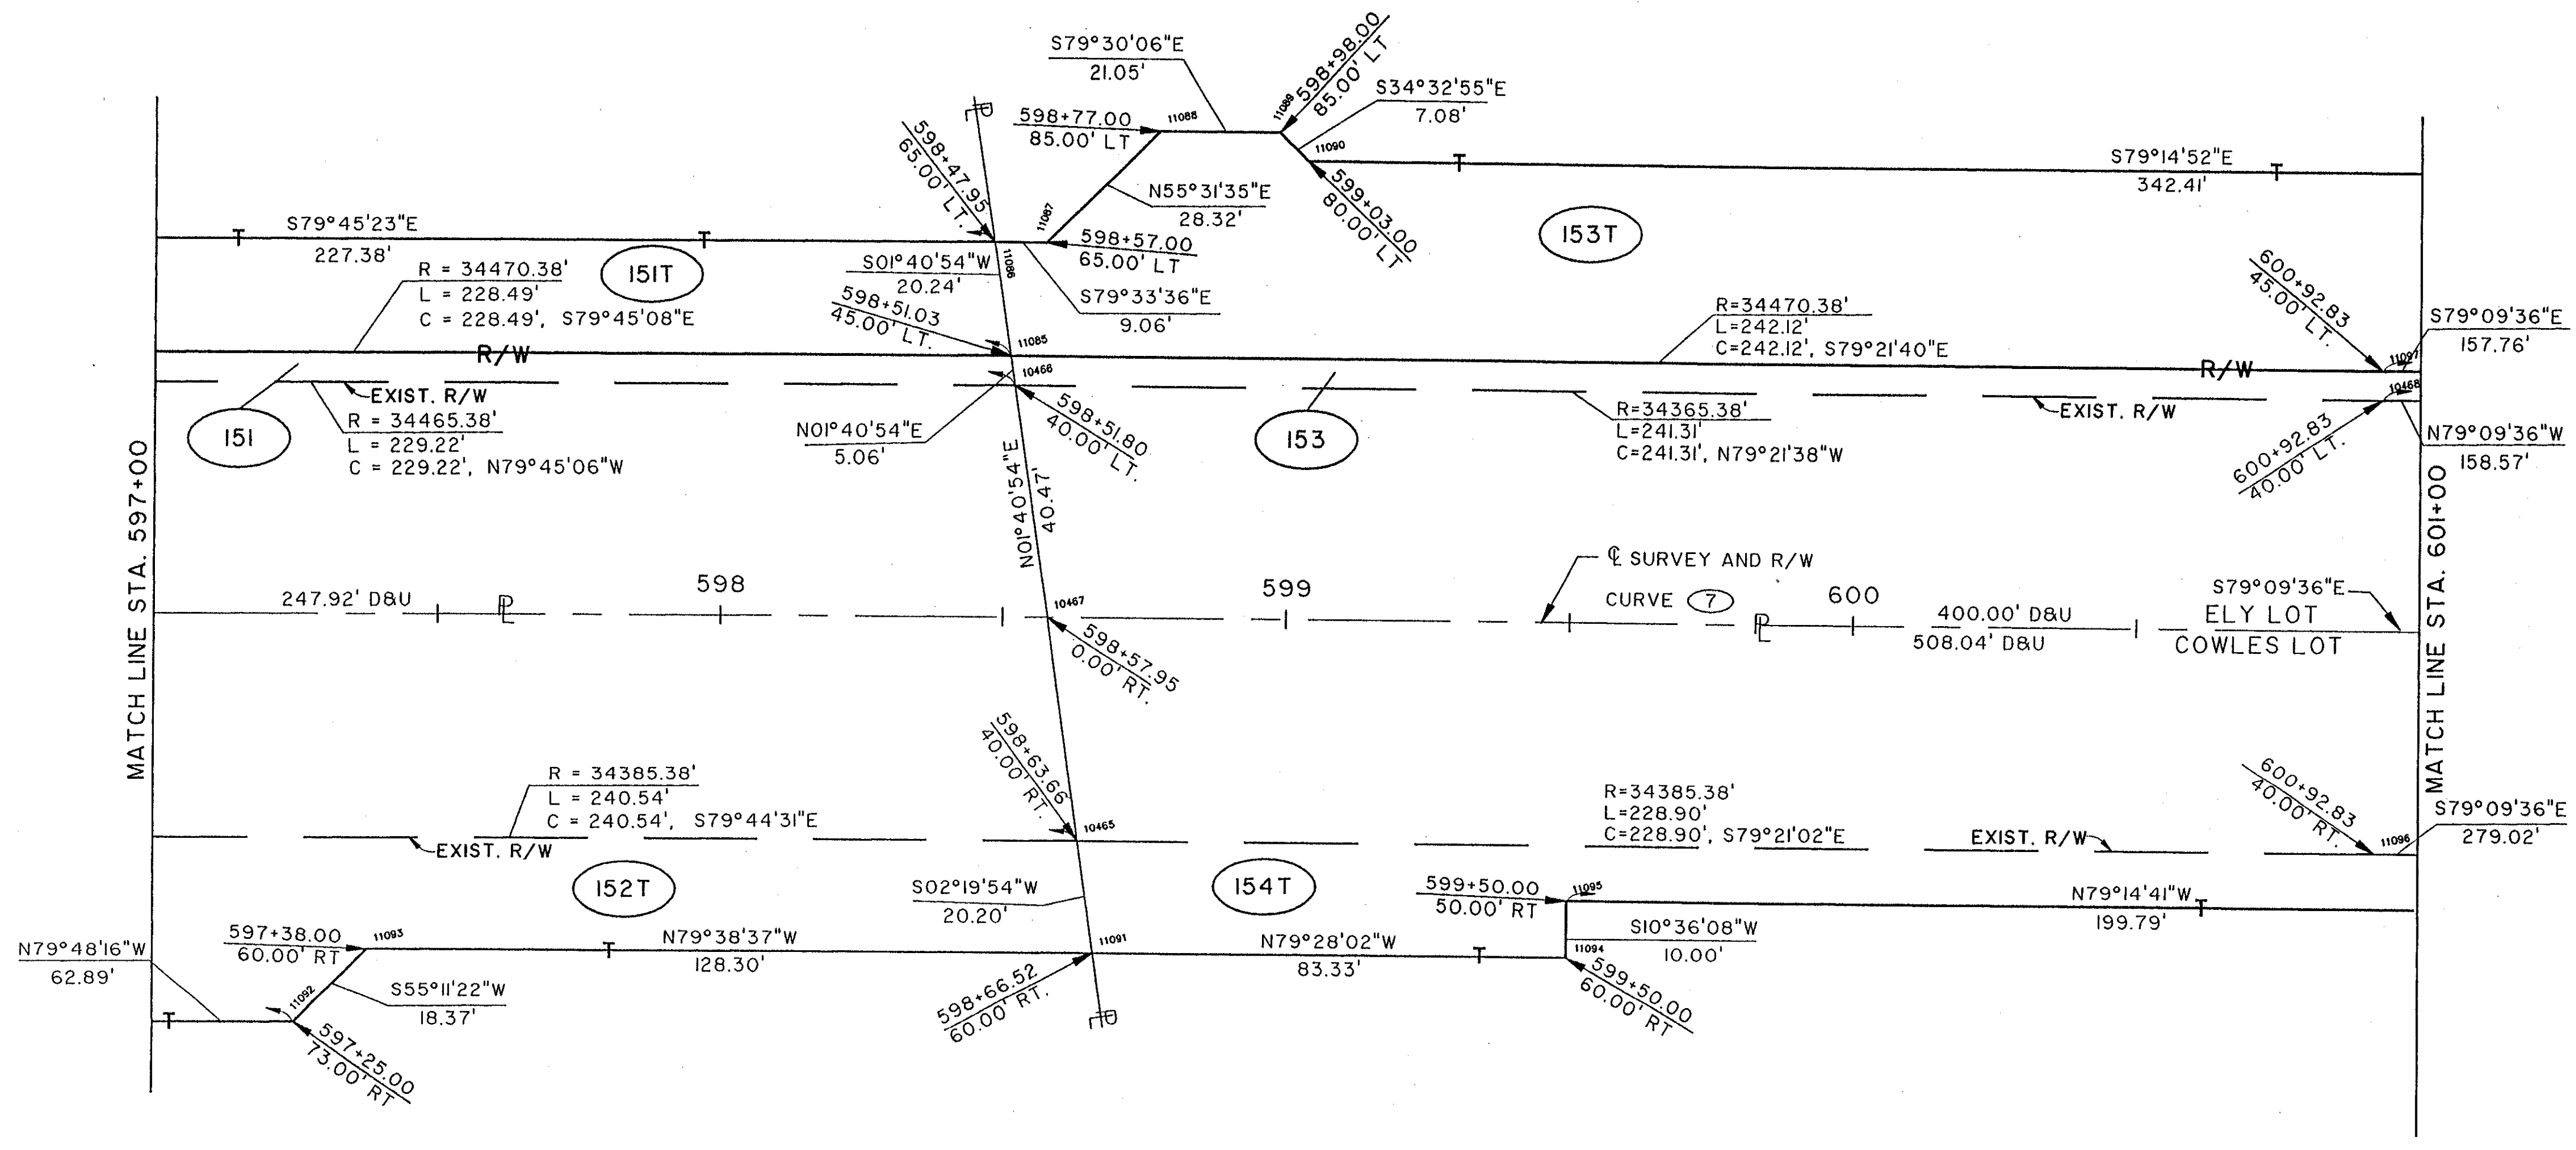 S79°30'06"E
21.05'
598+98.00
85.00' LT
11089
S34°32'55"E
7.08'
598+77.00
85.00' LT
11088
11090
PL
598+47.95
65.00' LT.
S79°14'52"E
342.41'
N55°31'35"E
28.32'
599+03.00
80.00' LT
11087
153T
S79°45'23"E
227.38'
598+57.00
65.00' LT
151T
S01°40'54"W
20.24'
11086
R = 34470.38'
L = 228.49'
C = 228.49', S79°45'08"E
S79°33'36"E
9.06'
598+51.03
45.00' LT.
11085
R=34470.38'
L=242.12'
C=242.12', S79°21'40"E
600+92.83
45.00' LT.
S79°09'36"E
157.76'
11097
R/W
R/W
10466
10468
EXIST. R/W
EXIST. R/W
151
R = 34465.38'
L = 229.22'
C = 229.22', N79°45'06"W
N01°40'54"E
5.06'
598+51.80
40.00' LT.
153
R=34365.38'
L=241.31'
C=241.31', N79°21'38"W
600+92.83
40.00' LT.
N79°09'36"W
158.57'
N01°40'54"E
40.47'
MATCH LINE STA. 597+00
MATCH LINE STA. 601+00
℄ SURVEY AND R/W
247.92' D&U
PL
598
10467
599
CURVE 7
PL
600
400.00' D&U
508.04' D&U
S79°09'36"E
ELY LOT
COWLES LOT
598+57.95
0.00' RT.
598+63.66
40.00' RT.
10465
R = 34385.38'
L = 240.54'
C = 240.54', S79°44'31"E
EXIST. R/W
R=34385.38'
L=228.90'
C=228.90', S79°21'02"E
EXIST. R/W
600+92.83
40.00' RT.
11096
S79°09'36"E
279.02'
152T
S02°19'54"W
20.20'
154T
599+50.00
50.00' RT
11095
N79°14'41"W
199.79'
S10°36'08"W
10.00'
N79°48'16"W
62.89'
597+38.00
60.00' RT
11093
N79°38'37"W
128.30'
11091
N79°28'02"W
83.33'
11094
S55°11'22"W
18.37'
11092
598+66.52
60.00' RT.
599+50.00
60.00' RT
PL
597+25.00
73.00' RT